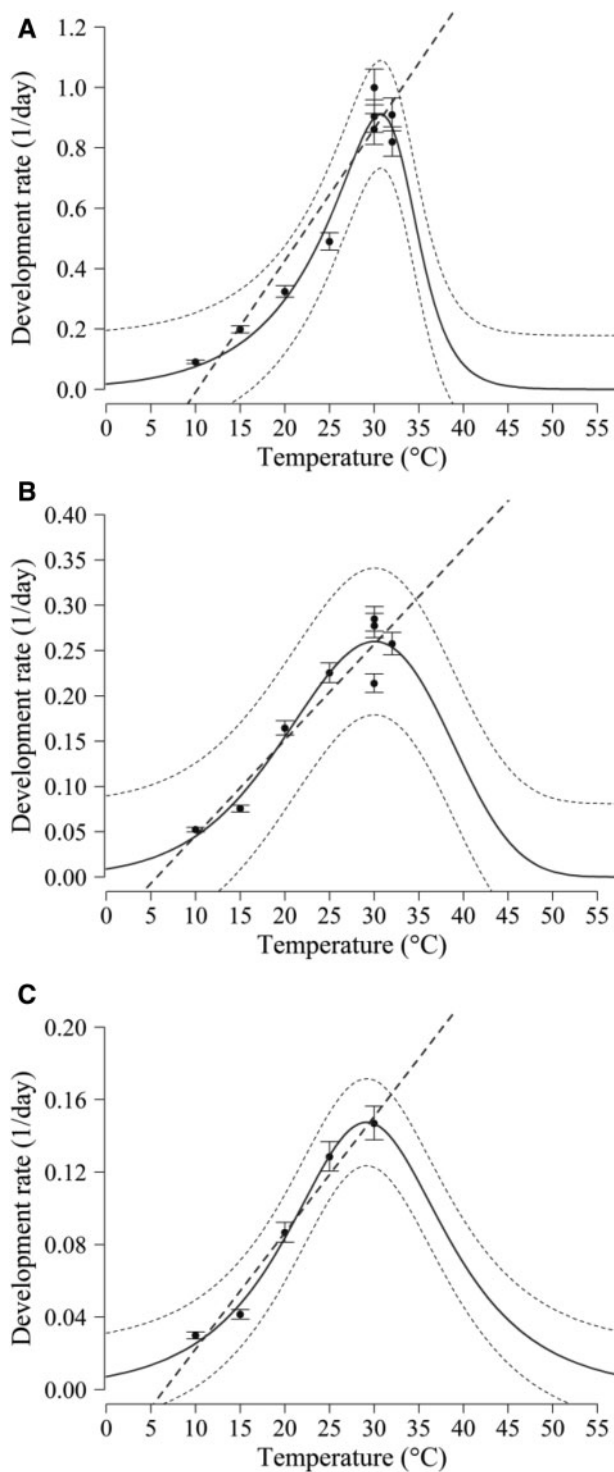 A
Development rate (1/day)
1.2
1.0
0.8
0.6
0.4
0.2
0.0
0 5 10 15 20 25 30 35 40 45 50 55
Temperature (°C)
B
Development rate (1/day)
0.40
0.35
0.30
0.25
0.20
0.15
0.10
0.05
0.00
0 5 10 15 20 25 30 35 40 45 50 55
Temperature (°C)
C
Development rate (1/day)
0.20
0.16
0.12
0.08
0.04
0.00
0 5 10 15 20 25 30 35 40 45 50 55
Temperature (°C)